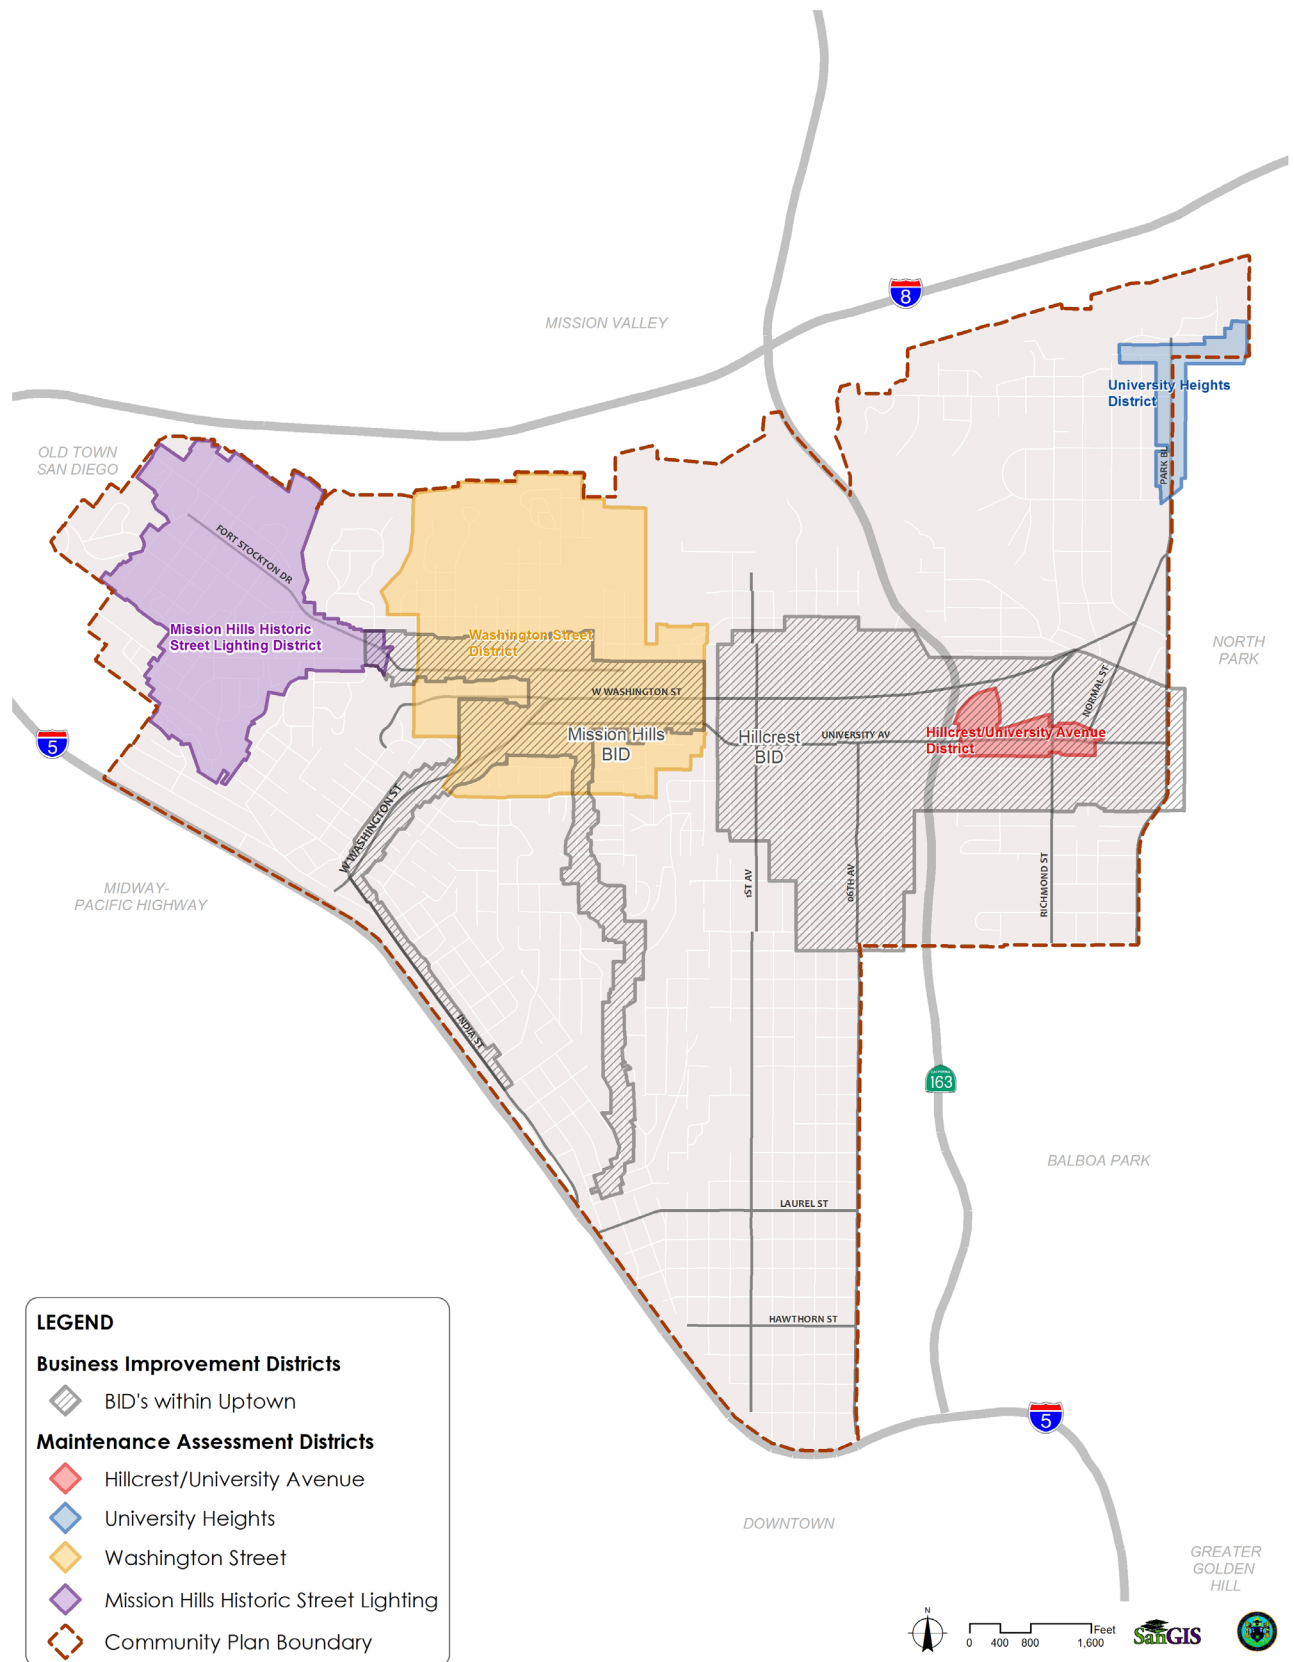 8
MISSION VALLEY
University Heights
District
OLD TOWN
SAN DIEGO
PARK BL
FORT STOCKTON DR
Mission Hills Historic
Street Lighting District
Washington Street
District
NORTH
PARK
W WASHINGTON ST
NORMAL ST
Mission Hills
BID
Hillcrest
BID
UNIVERSITY AV
Hillcrest/University Avenue
District
5
W WASHINGTON ST
MIDWAY-
PACIFIC HIGHWAY
1ST AV
06TH AV
RICHMOND ST
INDIA ST
CALIFORNIA
163
BALBOA PARK
LAUREL ST
HAWTHORN ST
5
DOWNTOWN
GREATER
GOLDEN
HILL
LEGEND
Business Improvement Districts
BID's within Uptown
Maintenance Assessment Districts
Hillcrest/University Avenue
University Heights
Washington Street
Mission Hills Historic Street Lighting
Community Plan Boundary
N
Feet
0 400 800 1,600
SanGIS